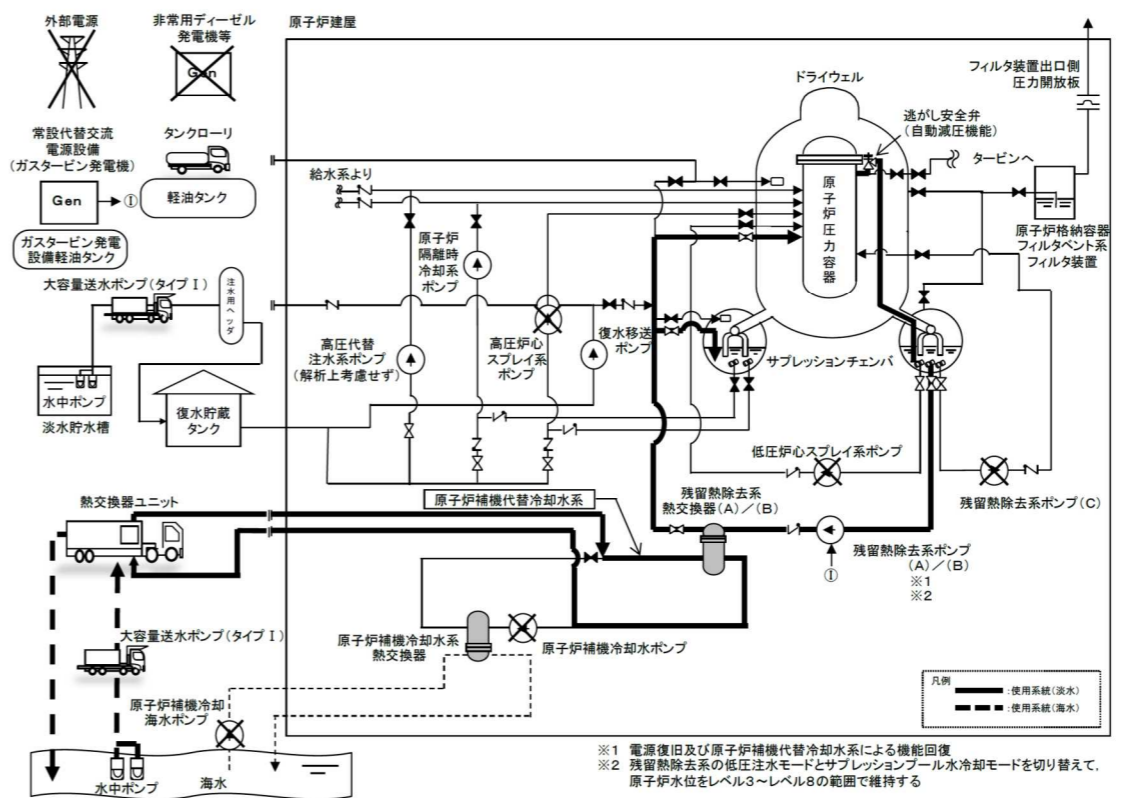 外部電源
非常用ディーゼル
発電機等
原子炉建屋
ドライウェル
フィルタ装置出口側
圧力開放板
逃がし安全弁
(自動減圧機能)
タービンへ
常設代替交流
電源設備
(ガスタービン発電機)
タンクローリ
Gen
Gen
①
軽油タンク
ガスタービン発電
設備軽油タンク
給水系より
原子炉圧力容器
原子炉
隔離時
冷却系
ポンプ
原子炉格納容器
フィルタベント系
フィルタ装置
大容量送水ポンプ(タイプⅠ)
注水用ヘッダ
高圧代替
注水系ポンプ
(解析上考慮せず)
高圧炉心
スプレイ系
ポンプ
復水移送
ポンプ
サプレッションチェンバ
水中ポンプ
淡水貯水槽
復水貯蔵
タンク
低圧炉心スプレイ系ポンプ
残留熱除去系ポンプ(C)
熱交換器ユニット
原子炉補機代替冷却水系
残留熱除去系
熱交換器(A)/(B)
残留熱除去系ポンプ
(A)/(B)
※1
※2
①
大容量送水ポンプ(タイプⅠ)
原子炉補機冷却水系
熱交換器
原子炉補機冷却水ポンプ
原子炉補機冷却
海水ポンプ
水中ポンプ
海水
凡例
:使用系統(淡水)
:使用系統(海水)
※1 電源復旧及び原子炉補機代替冷却水系による機能回復
※2 残留熱除去系の低圧注水モードとサプレッションプール水冷却モードを切り替えて,
原子炉水位をレベル3~レベル8の範囲で維持する